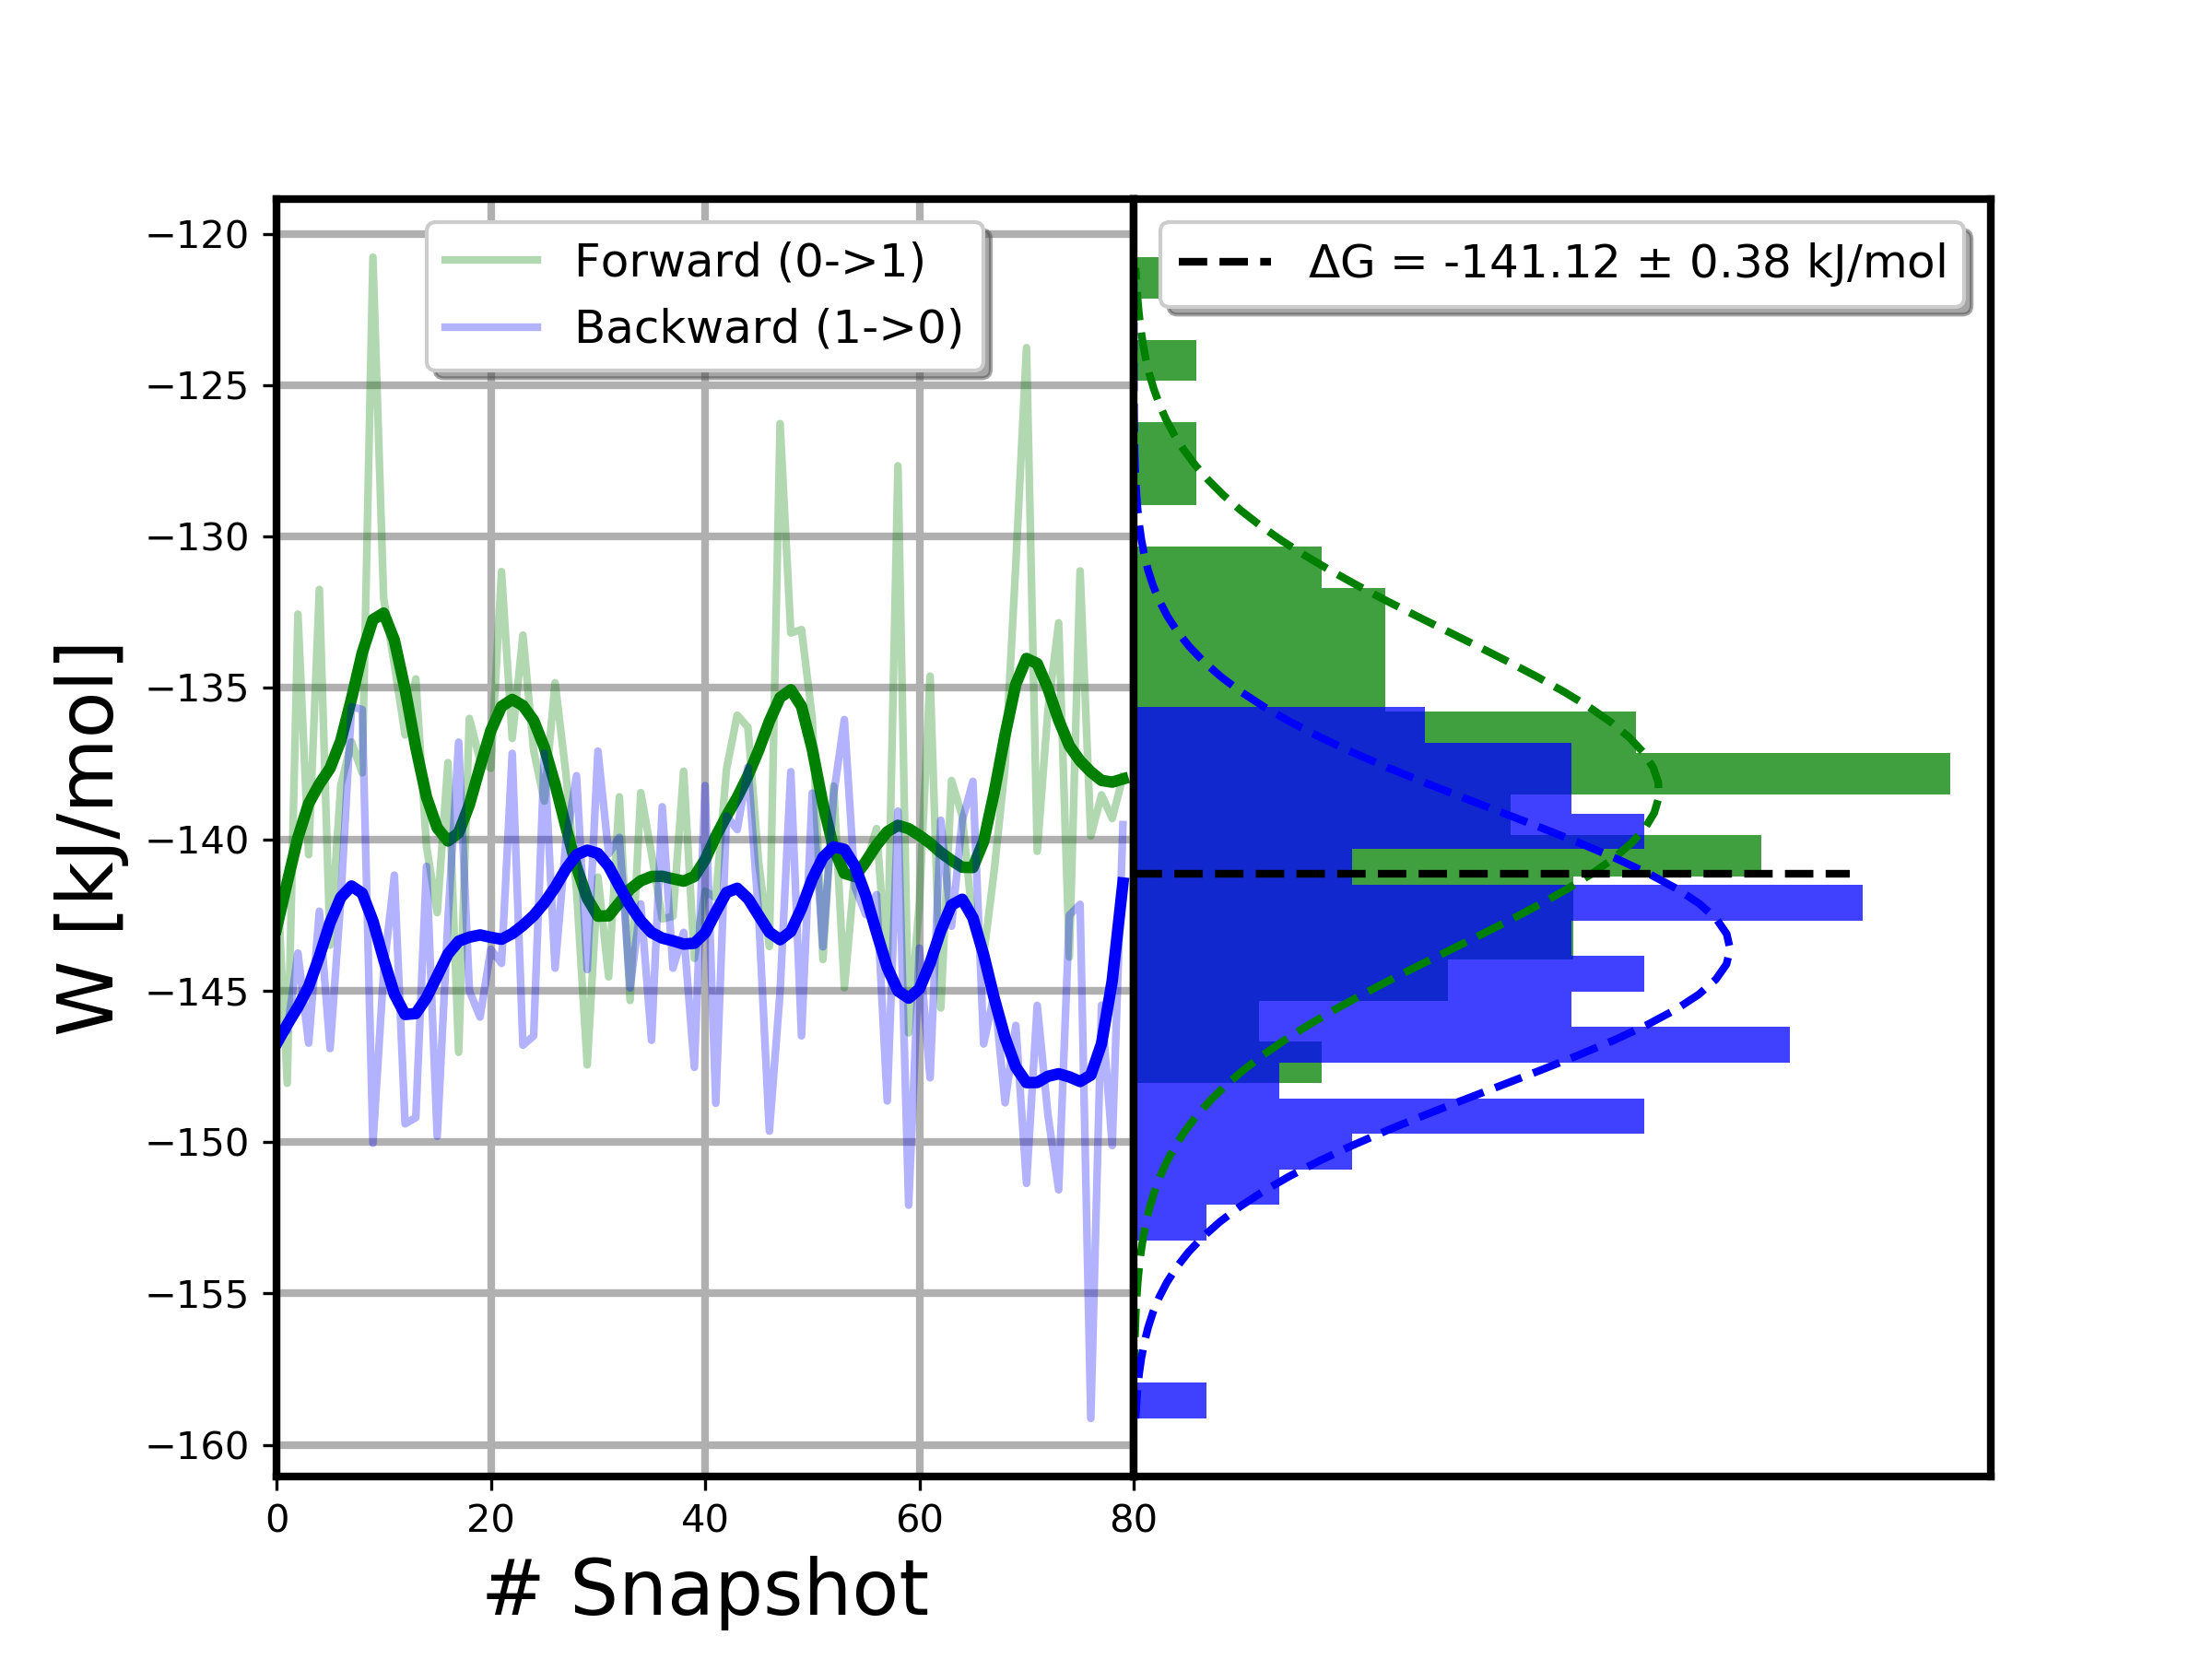 Forward (0->1)
Backward (1->0)
ΔG = -141.12 ± 0.38 kJ/mol
W [kJ/mol]
−120
−125
−130
−135
−140
−145
−150
−155
−160
0 20 40 60 80
# Snapshot